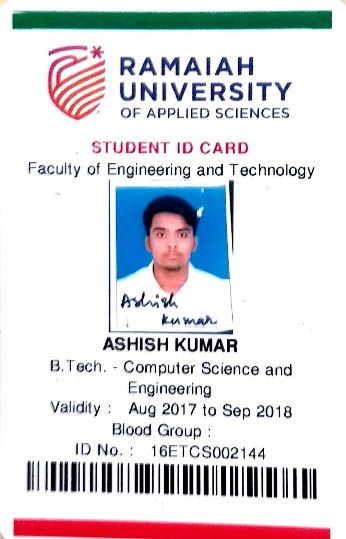 RAMAIAH
UNIVERSITY
OF APPLIED SCIENCES
STUDENT ID CARD
Faculty of Engineering and Technology
Ashish
Kumar
ASHISH KUMAR
B.Tech. - Computer Science and
Engineering
Validity : Aug 2017 to Sep 2018
Blood Group :
ID No. : 16ETCS002144